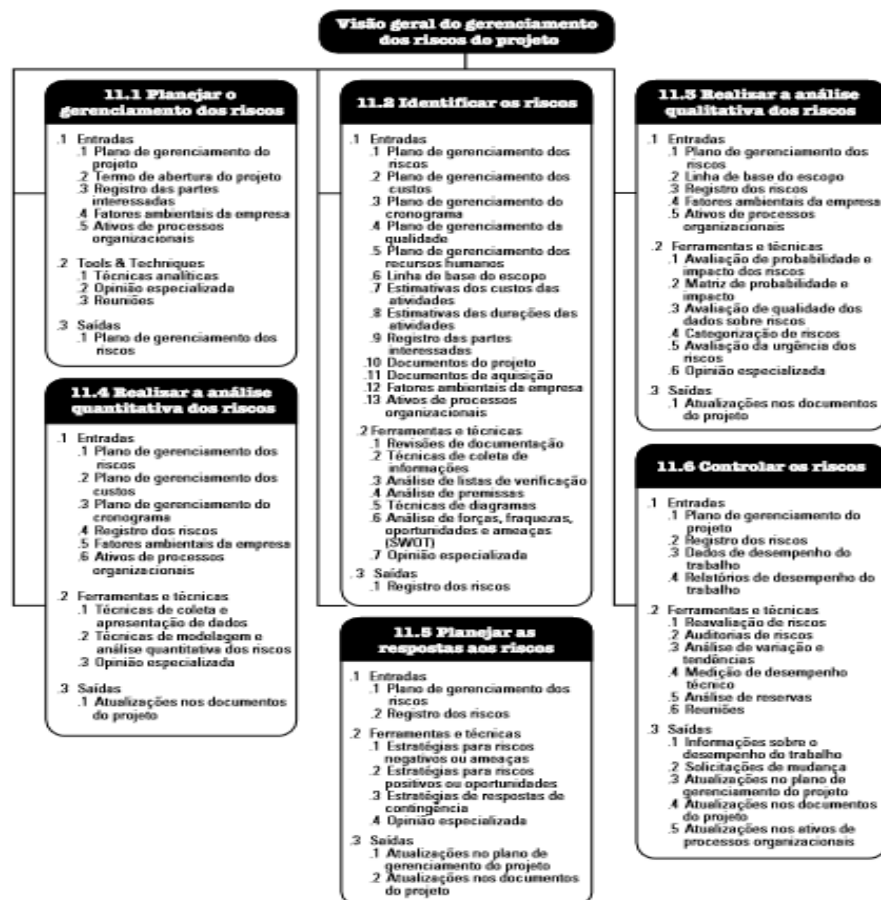 Visão geral do gerenciamento
dos riscos do projeto
11.1 Planejar o
gerenciamento dos riscos
.1 Entradas
.1 Plano de gerenciamento do
projeto
.2 Termo de abertura do projeto
.3 Registro das partes
interessadas
.4 Fatores ambientais da empresa
.5 Ativos de processos
organizacionais
.2 Tools & Techniques
.1 Técnicas analíticas
.2 Opinião especializada
.3 Reuniões
.3 Saídas
.1 Plano de gerenciamento dos
riscos
11.2 Identificar os riscos
.1 Entradas
.1 Plano de gerenciamento dos
riscos
.2 Plano de gerenciamento dos
custos
.3 Plano de gerenciamento do
cronograma
.4 Plano de gerenciamento da
qualidade
.5 Plano de gerenciamento dos
recursos humanos
.6 Linha de base do escopo
.7 Estimativas dos custos das
atividades
.8 Estimativas das durações das
atividades
.9 Registro das partes
interessadas
.10 Documentos do projeto
.11 Documentos de aquisição
.12 Fatores ambientais da empresa
.13 Ativos de processos
organizacionais
.2 Ferramentas e técnicas
.1 Revisões de documentação
.2 Técnicas de coleta de
informações
.3 Análise de listas de verificação
.4 Análise de premissas
.5 Técnicas de diagramas
.6 Análise de forças, fraquezas,
oportunidades e ameaças
(SWOT)
.7 Opinião especializada
.3 Saídas
.1 Registro dos riscos
11.3 Realizar a análise
qualitativa dos riscos
.1 Entradas
.1 Plano de gerenciamento dos
riscos
.2 Linha de base do escopo
.3 Registro dos riscos
.4 Fatores ambientais da empresa
.5 Ativos de processos
organizacionais
.2 Ferramentas e técnicas
.1 Avaliação de probabilidade e
impacto dos riscos
.2 Matriz de probabilidade e
impacto
.3 Avaliação de qualidade dos
dados sobre riscos
.4 Categorização de riscos
.5 Avaliação da urgência dos
riscos
.6 Opinião especializada
.3 Saídas
.1 Atualizações nos documentos
do projeto
11.4 Realizar a análise
quantitativa dos riscos
.1 Entradas
.1 Plano de gerenciamento dos
riscos
.2 Plano de gerenciamento dos
custos
.3 Plano de gerenciamento do
cronograma
.4 Registro dos riscos
.5 Fatores ambientais da empresa
.6 Ativos de processos
organizacionais
.2 Ferramentas e técnicas
.1 Técnicas de coleta e
apresentação de dados
.2 Técnicas de modelagem e
análise quantitativa dos riscos
.3 Opinião especializada
.3 Saídas
.1 Atualizações nos documentos
do projeto
11.5 Planejar as
respostas aos riscos
.1 Entradas
.1 Plano de gerenciamento dos
riscos
.2 Registro dos riscos
.2 Ferramentas e técnicas
.1 Estratégias para riscos
negativos ou ameaças
.2 Estratégias para riscos
positivos ou oportunidades
.3 Estratégias de respostas de
contingência
.4 Opinião especializada
.3 Saídas
.1 Atualizações no plano de
gerenciamento do projeto
.2 Atualizações nos documentos
do projeto
11.6 Controlar os riscos
.1 Entradas
.1 Plano de gerenciamento do
projeto
.2 Registro dos riscos
.3 Dados de desempenho do
trabalho
.4 Relatórios de desempenho do
trabalho
.2 Ferramentas e técnicas
.1 Reavaliação de riscos
.2 Auditorias de riscos
.3 Análise de variação e
tendências
.4 Medição de desempenho
técnico
.5 Análise de reservas
.6 Reuniões
.3 Saídas
.1 Informações sobre o
desempenho do trabalho
.2 Solicitações de mudança
.3 Atualizações no plano de
gerenciamento do projeto
.4 Atualizações nos documentos
do projeto
.5 Atualizações nos ativos de
processos organizacionais